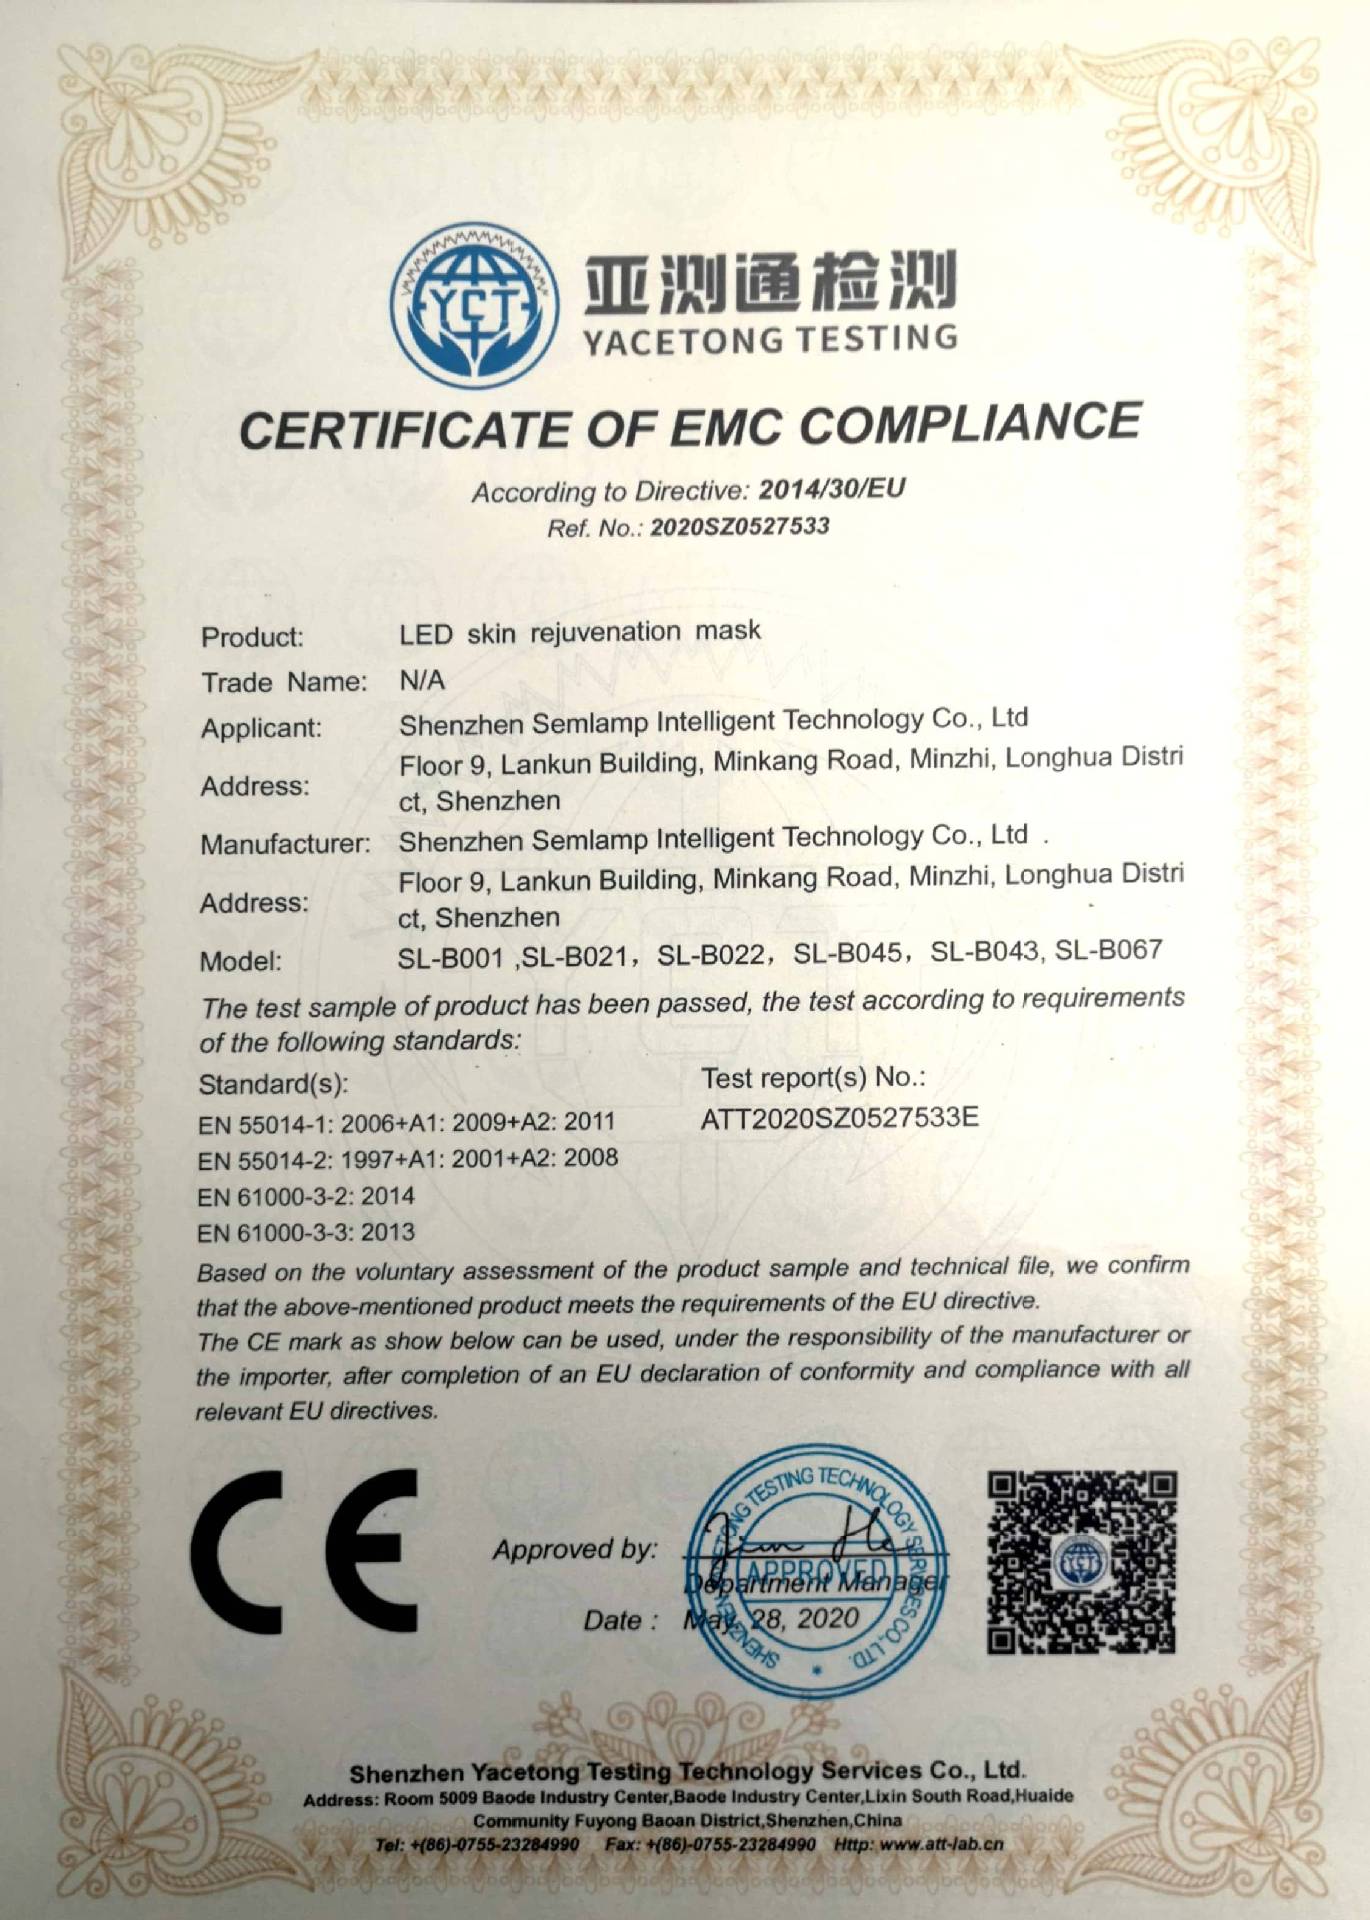 YCT
亚测通检测
YACETONG TESTING
CERTIFICATE OF EMC COMPLIANCE
According to Directive: 2014/30/EU
Ref. No.: 2020SZ0527533
Product: LED skin rejuvenation mask
Trade Name: N/A
Applicant: Shenzhen Semlamp Intelligent Technology Co., Ltd
Address: Floor 9, Lankun Building, Minkang Road, Minzhi, Longhua Distri
ct, Shenzhen
Manufacturer: Shenzhen Semlamp Intelligent Technology Co., Ltd .
Address: Floor 9, Lankun Building, Minkang Road, Minzhi, Longhua Distri
ct, Shenzhen
Model: SL-B001 ,SL-B021，SL-B022，SL-B045，SL-B043, SL-B067
The test sample of product has been passed, the test according to requirements
of the following standards:
Standard(s): Test report(s) No.:
EN 55014-1: 2006+A1: 2009+A2: 2011 ATT2020SZ0527533E
EN 55014-2: 1997+A1: 2001+A2: 2008
EN 61000-3-2: 2014
EN 61000-3-3: 2013
Based on the voluntary assessment of the product sample and technical file, we confirm
that the above-mentioned product meets the requirements of the EU directive.
The CE mark as show below can be used, under the responsibility of the manufacturer or
the importer, after completion of an EU declaration of conformity and compliance with all
relevant EU directives.
CE
Approved by: Jim He
Department Manager
Date : May 28, 2020
SHENZHEN YACETONG TESTING TECHNOLOGY SERVICES CO.,LTD.
APPROVED
YCT
Shenzhen Yacetong Testing Technology Services Co., Ltd.
Address: Room 5009 Baode Industry Center,Baode Industry Center,Lixin South Road,Huaide
Community Fuyong Baoan District,Shenzhen,China
Tel: +(86)-0755-23284990 Fax: +(86)-0755-23284990 Http: www.att-lab.cn